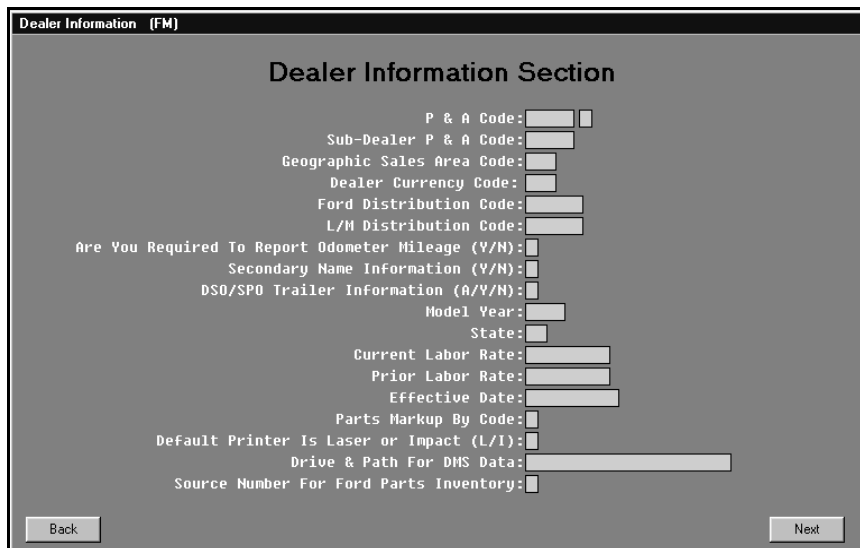 Dealer Information (FM)
Dealer Information Section
P & A Code:
Sub-Dealer P & A Code:
Geographic Sales Area Code:
Dealer Currency Code:
Ford Distribution Code:
L/M Distribution Code:
Are You Required To Report Odometer Mileage (Y/N):
Secondary Name Information (Y/N):
DSO/SPO Trailer Information (A/Y/N):
Model Year:
State:
Current Labor Rate:
Prior Labor Rate:
Effective Date:
Parts Markup By Code:
Default Printer Is Laser or Impact (L/I):
Drive & Path For DMS Data:
Source Number For Ford Parts Inventory:
Back Next